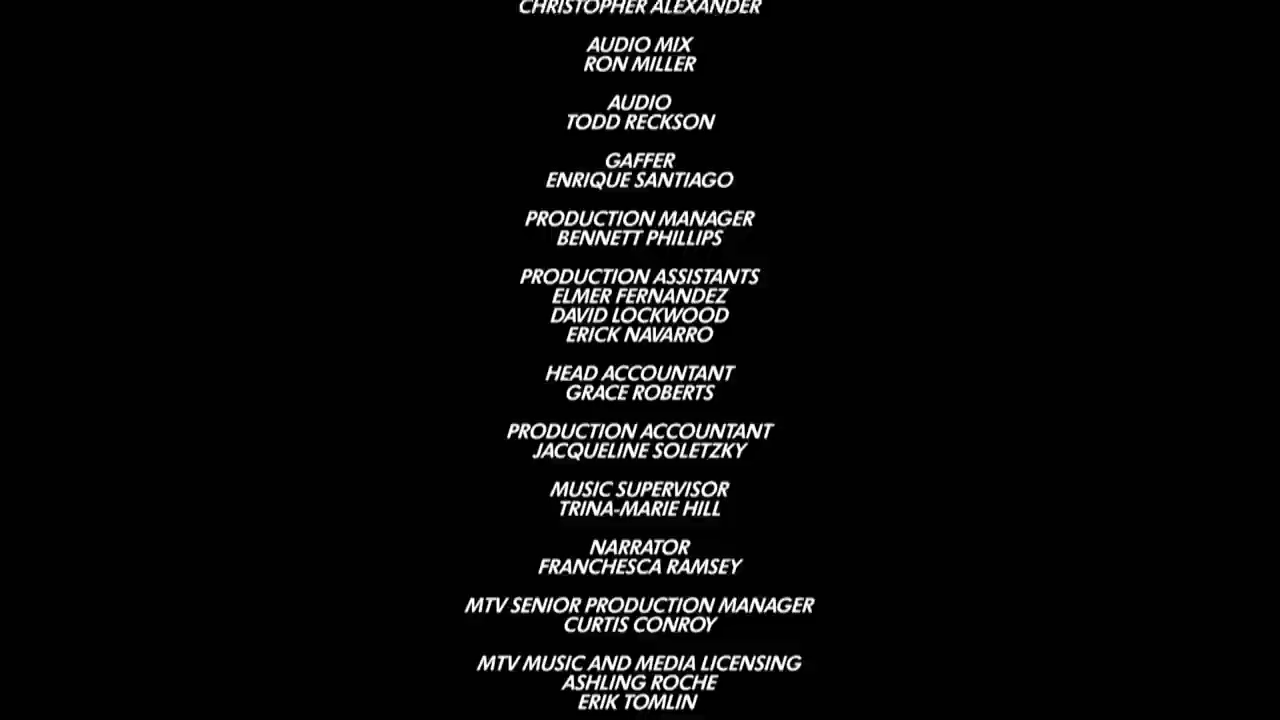 CHRISTOPHER ALEXANDER
AUDIO MIX
RON MILLER
AUDIO
TODD RECKSON
GAFFER
ENRIQUE SANTIAGO
PRODUCTION MANAGER
BENNETT PHILLIPS
PRODUCTION ASSISTANTS
ELMER FERNANDEZ
DAVID LOCKWOOD
ERICK NAVARRO
HEAD ACCOUNTANT
GRACE ROBERTS
PRODUCTION ACCOUNTANT
JACQUELINE SOLETZKY
MUSIC SUPERVISOR
TRINA-MARIE HILL
NARRATOR
FRANCHESCA RAMSEY
MTV SENIOR PRODUCTION MANAGER
CURTIS CONROY
MTV MUSIC AND MEDIA LICENSING
ASHLING ROCHE
ERIK TOMLIN